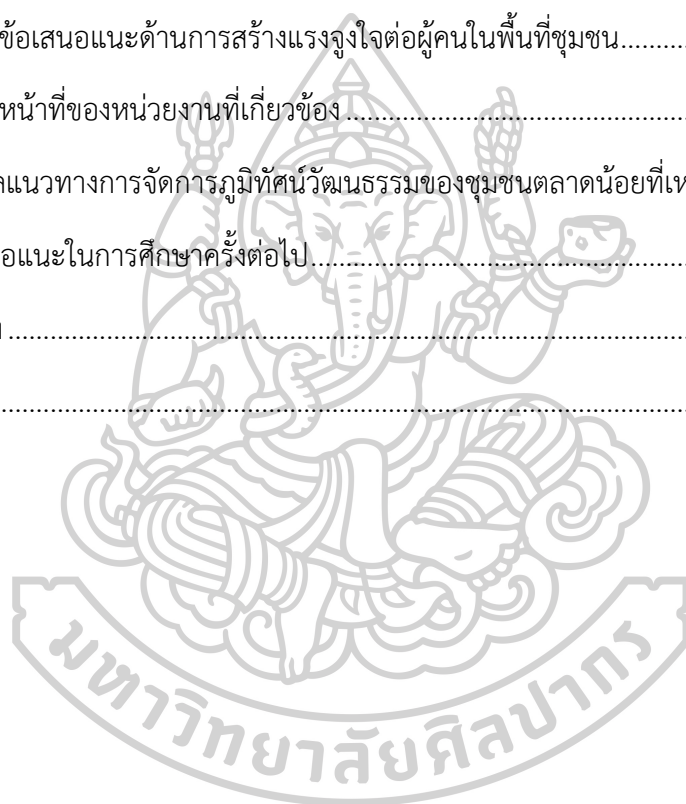 ข้อเสนอแนะด้านการสร้างแรงจูงใจต่อผู้คนในพื้นที่ชุมชน.........
หน้าที่ของหน่วยงานที่เกี่ยวข้อง.......................................................
แนวทางการจัดการภูมิทัศน์วัฒนธรรมของชุมชนตลาดน้อยที่เห
อแนะในการศึกษาครั้งต่อไป............................................................
มหาวิทยาลัยศิลปากร